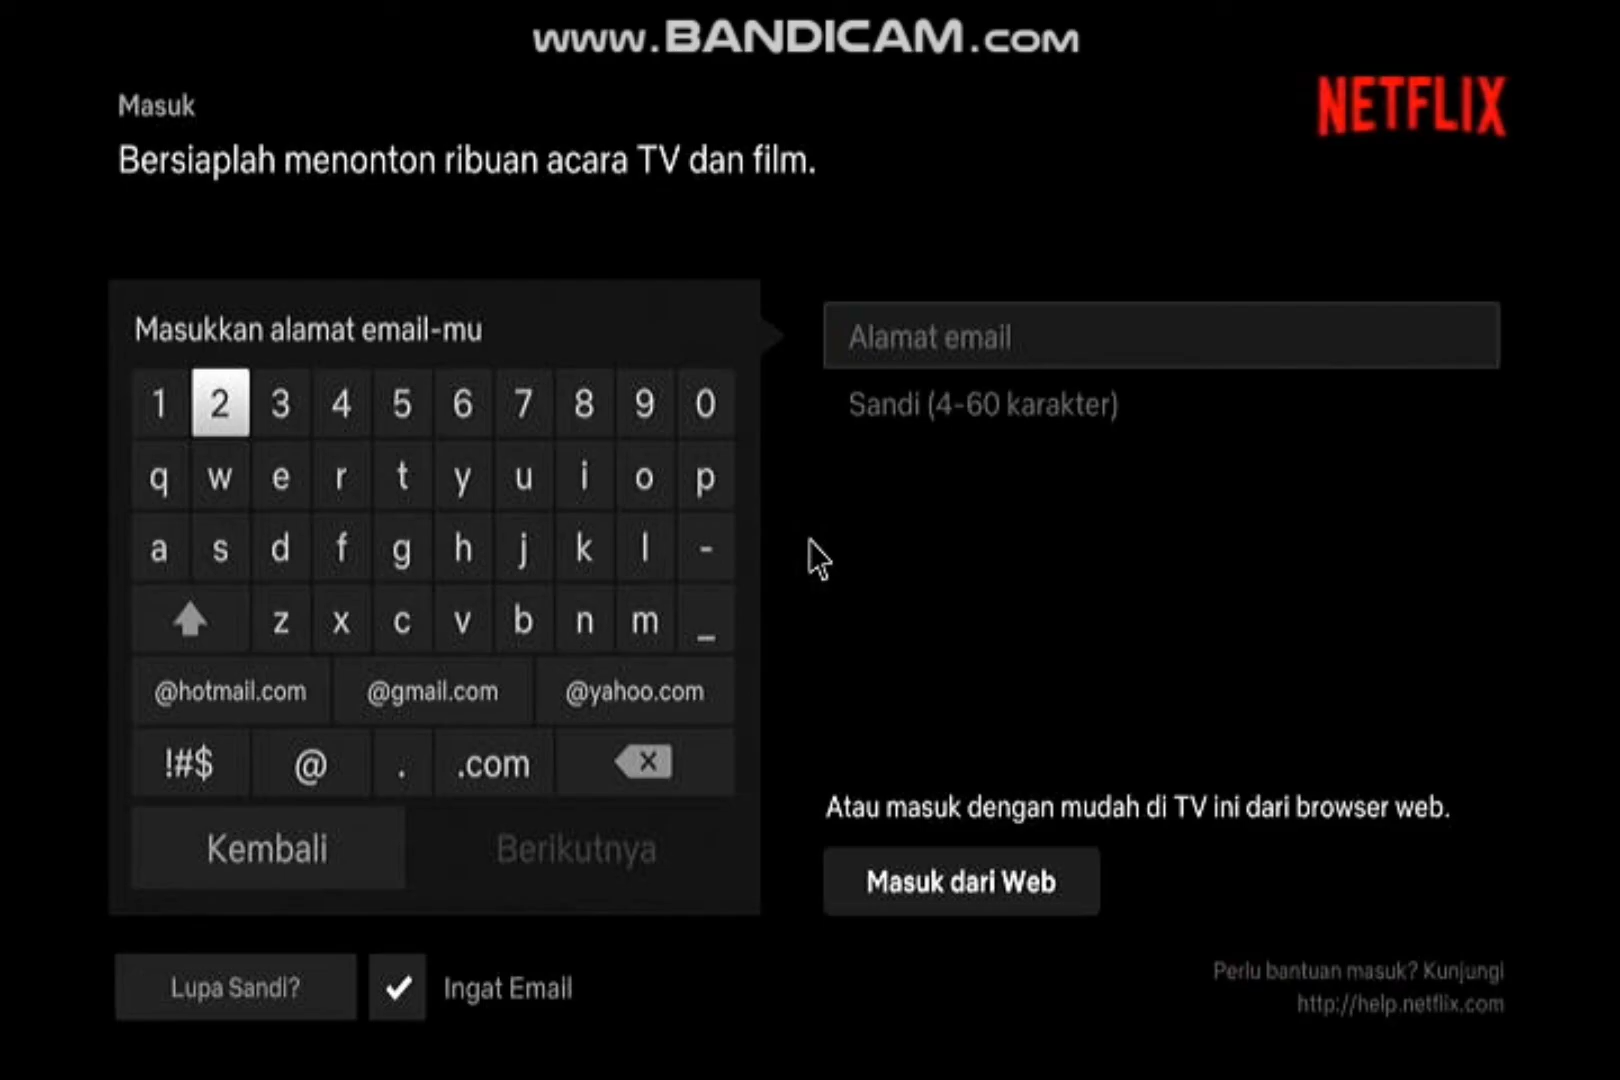 www.BANDICAM.com
NETFLIX
Masuk
Bersiaplah menonton ribuan acara TV dan film.
Masukkan alamat email-mu
1 2 3 4 5 6 7 8 9 0
q w e r t y u i o p
a s d f g h j k l -
z x c v b n m _
@hotmail.com @gmail.com @yahoo.com
!#$ @ . .com
Kembali Berikutnya
Alamat email
Sandi (4-60 karakter)
Atau masuk dengan mudah di TV ini dari browser web.
Masuk dari Web
Lupa Sandi? Ingat Email
Perlu bantuan masuk? Kunjungi
http://help.netflix.com